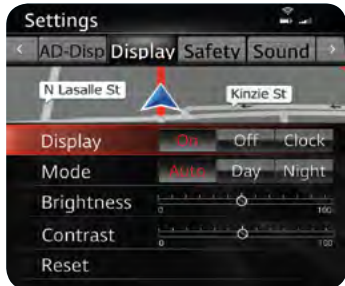 Settings
AD-Disp Display Safety Sound
N Lasalle St
Kinzie St
Display On Off Clock
Mode Auto Day Night
Brightness
0 100
Contrast
0 100
Reset